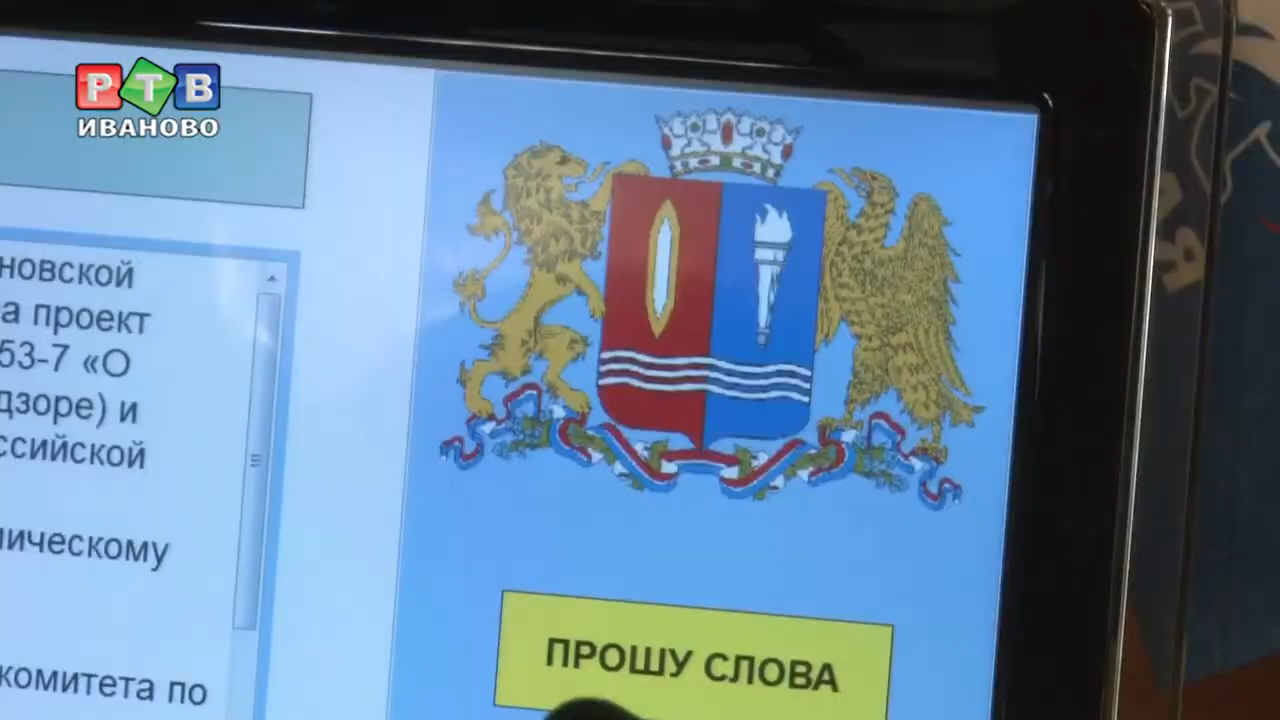 РТВ
ИВАНОВО
новской
а проект
53-7 «О
дзоре) и
ссийской
ическому
комитета по
ПРОШУ СЛОВА